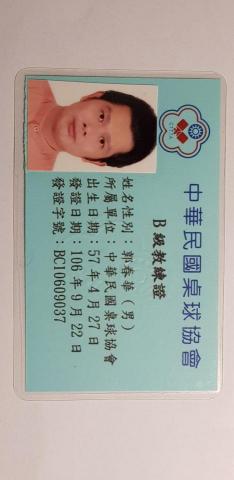 中華民國桌球協會
B級教練證
姓名性別：郭春華（男）
所屬單位：中華民國桌球協會
出生日期：57年4月27日
發證日期：106年9月22日
發證字號：BC10609037